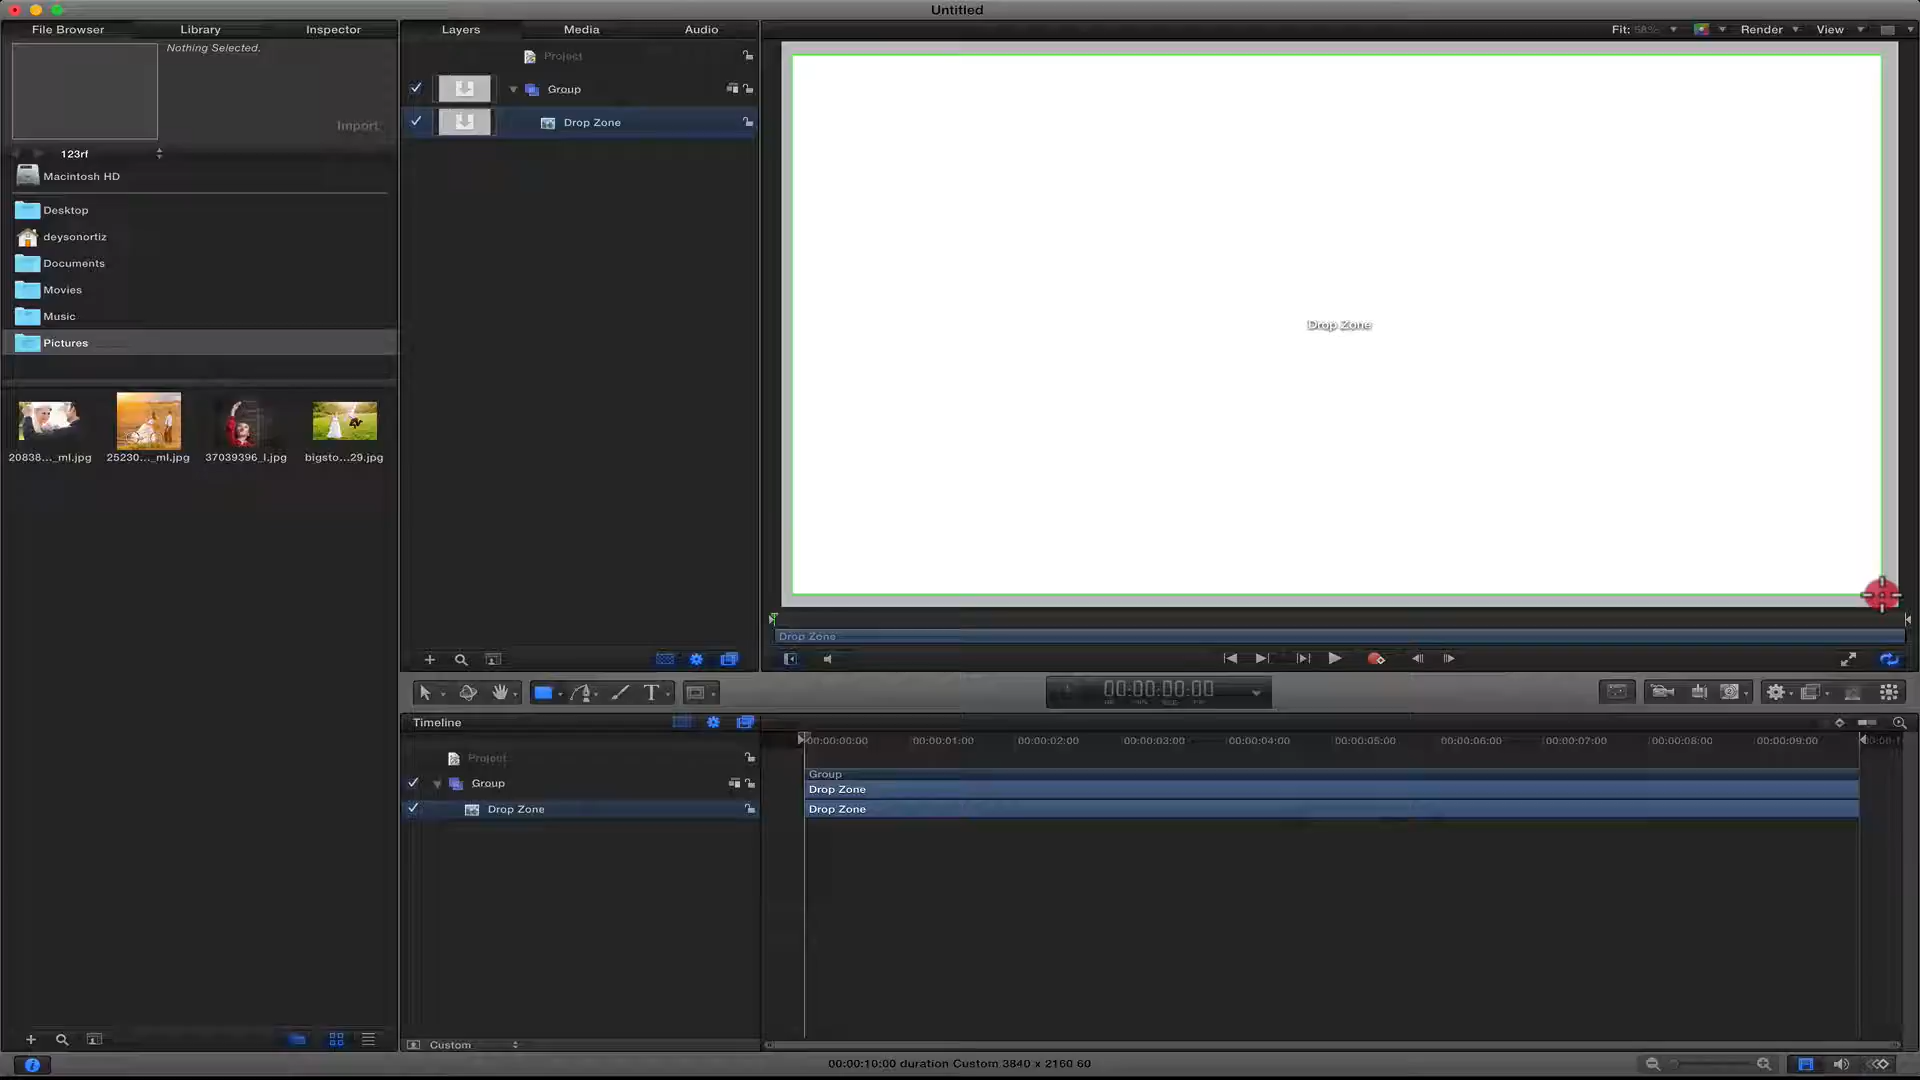 Untitled
File Browser
Library
Inspector
Layers
Media
Audio
Fit: 58%
Render
View
Nothing Selected.
Import
123rf
Macintosh HD
Desktop
deysonortiz
Documents
Movies
Music
Pictures
20838..._ml.jpg
25230..._ml.jpg
37039396_l.jpg
bigsto...29.jpg
Project
Group
Drop Zone
Drop Zone
Drop Zone
T
00:00:00:00
Timeline
Project
Group
Drop Zone
00:00:00:00
00:00:01:00
00:00:02:00
00:00:03:00
00:00:04:00
00:00:05:00
00:00:06:00
00:00:07:00
00:00:08:00
00:00:09:00
Group
Drop Zone
Drop Zone
Custom
00:00:10:00 duration Custom 3840 x 2160 60